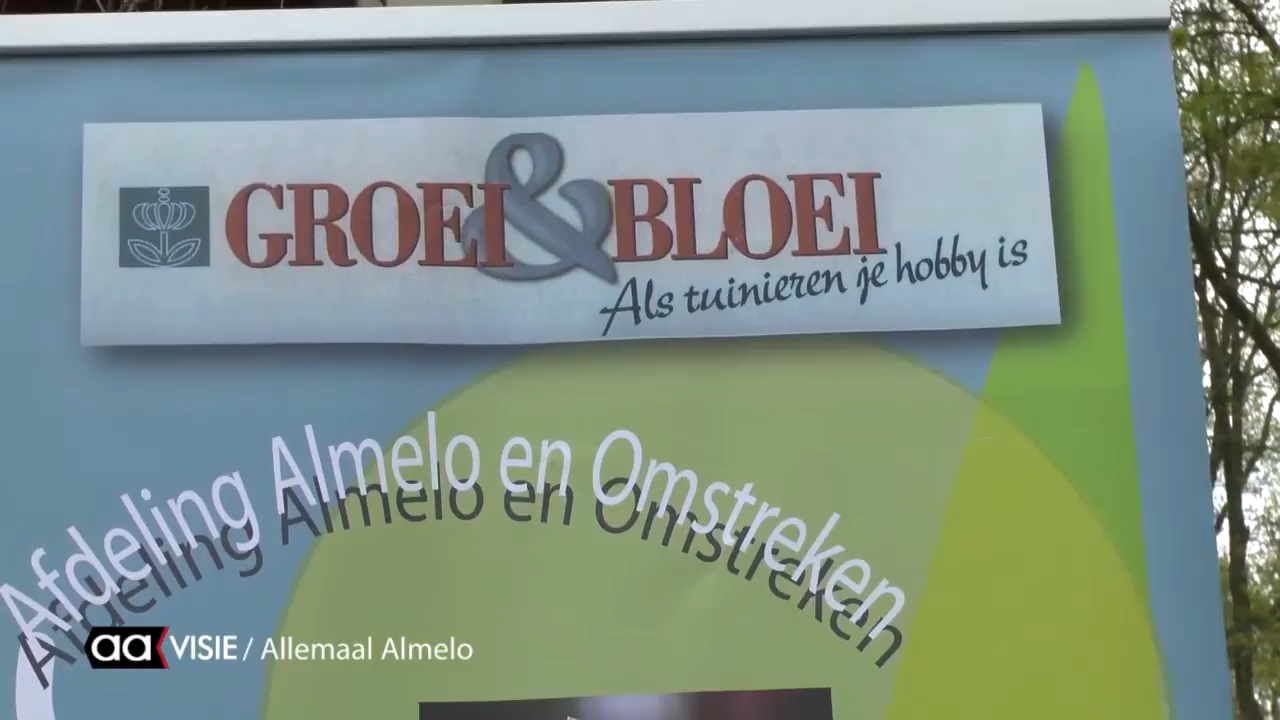 GROEI & BLOEI
Als tuinieren je hobby is
Afdeling Almelo en Omstreken
aa VISIE / Allemaal Almelo